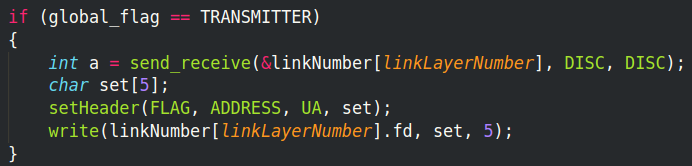 if (global_flag == TRANSMITTER)
{
    int a = send_receive(&linkNumber[linkLayerNumber], DISC, DISC);
    char set[5];
    setHeader(FLAG, ADDRESS, UA, set);
    write(linkNumber[linkLayerNumber].fd, set, 5);
}